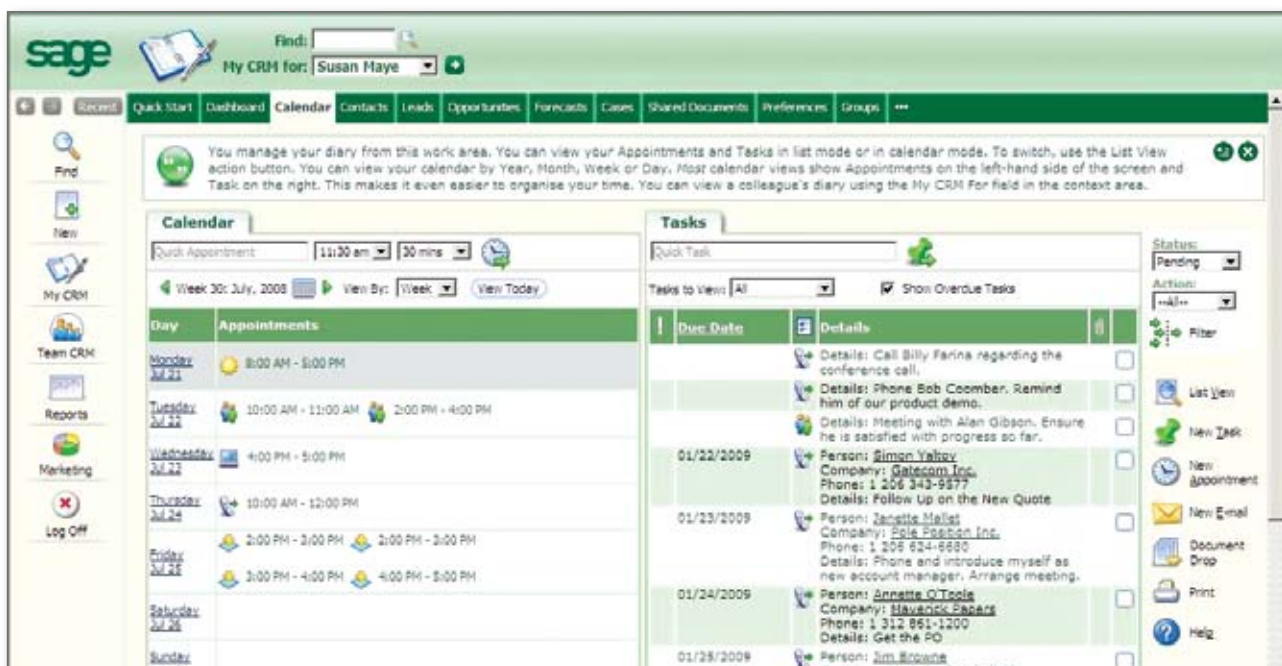 sage
Find:
My CRM for: Susan Maye
Recent
Quick Start Dashboard Calendar Contacts Leads Opportunities Forecasts Cases Shared Documents Preferences Groups •••
Find
New
My CRM
Team CRM
Reports
Marketing
Log Off
You manage your diary from this work area. You can view your Appointments and Tasks in list mode or in calendar mode. To switch, use the List View
action button. You can view your calendar by Year, Month, Week or Day. Most calendar views show Appointments on the left-hand side of the screen and
Task on the right. This makes it even easier to organise your time. You can view a colleague's diary using the My CRM For field in the context area.
Calendar
Quick Appointment 11:30 am 30 mins
Week 30: July, 2008 View By: Week View Today
Day Appointments
Monday
Jul 21
8:00 AM - 5:00 PM
Tuesday
Jul 22
10:00 AM - 11:00 AM 2:00 PM - 4:00 PM
Wednesday
Jul 23
4:00 PM - 5:00 PM
Thursday
Jul 24
10:00 AM - 12:00 PM
Friday
Jul 25
2:00 PM - 3:00 PM 2:00 PM - 3:00 PM
3:00 PM - 4:00 PM 4:00 PM - 5:00 PM
Saturday
Jul 26
Sunday
Tasks
Quick Task
Tasks to View: All Show Overdue Tasks
! Due Date Details
Details: Call Billy Farina regarding the
conference call.
Details: Phone Bob Coomber. Remind
him of our product demo.
Details: Meeting with Alan Gibson. Ensure
he is satisfied with progress so far.
01/22/2009 Person: Simon Yaltoy
Company: Gatecom Inc.
Phone: 1 206 343-9577
Details: Follow Up on the New Quote
01/23/2009 Person: Janette Mallet
Company: Pole Position Inc.
Phone: 1 206 624-6680
Details: Phone and introduce myself as
new account manager. Arrange meeting.
01/24/2009 Person: Annette O'Toole
Company: Maverick Papers
Phone: 1 312 861-1200
Details: Get the PO
01/25/2009 Person: Jim Browne
Status:
Pending
Action:
--All--
Filter
List View
New Task
New
Appointment
New E-mail
Document
Drop
Print
Help